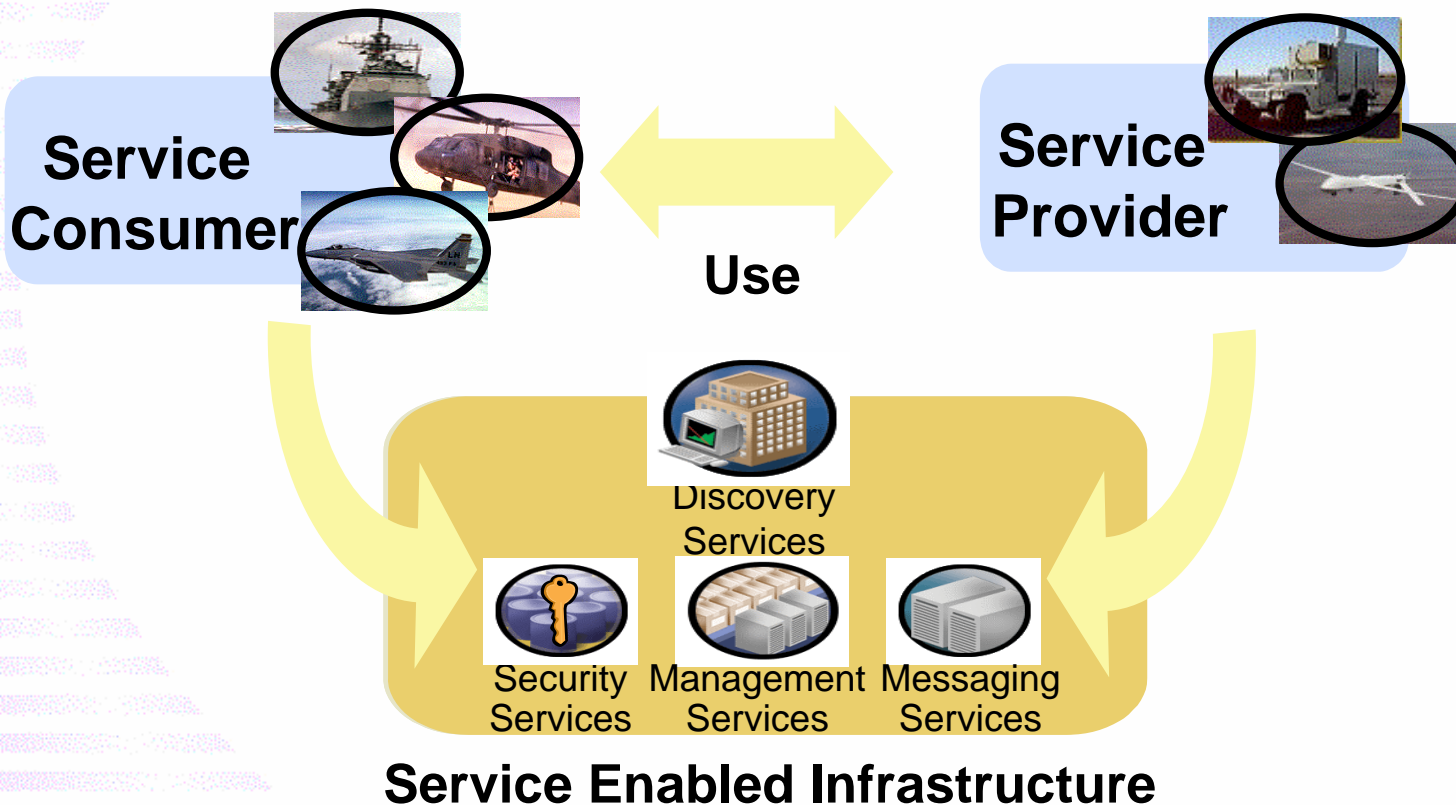 Service
Consumer
Service
Provider
Use
Discovery
Services
Security
Services
Management
Services
Messaging
Services
Service Enabled Infrastructure